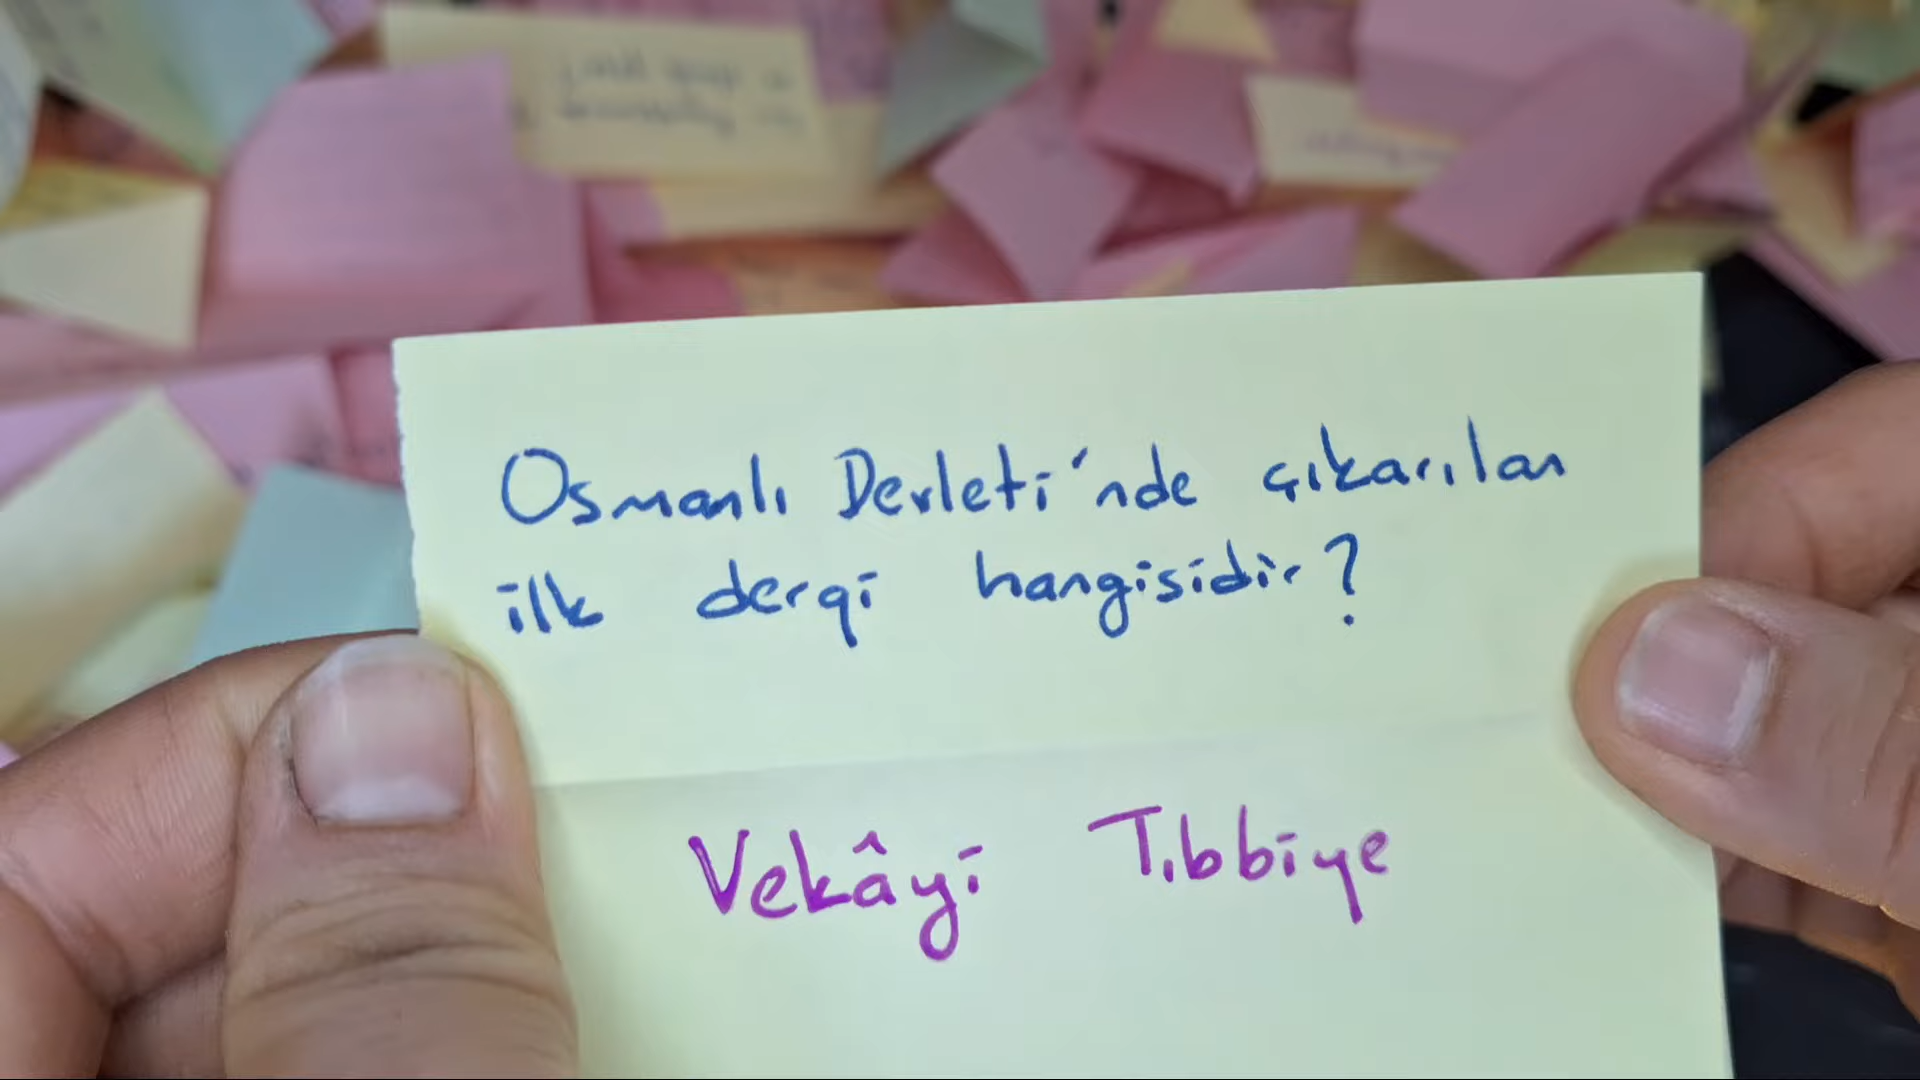 Osmanlı Devleti'nde çıkarılan
ilk dergi hangisidir?
Vekâyi Tıbbiye